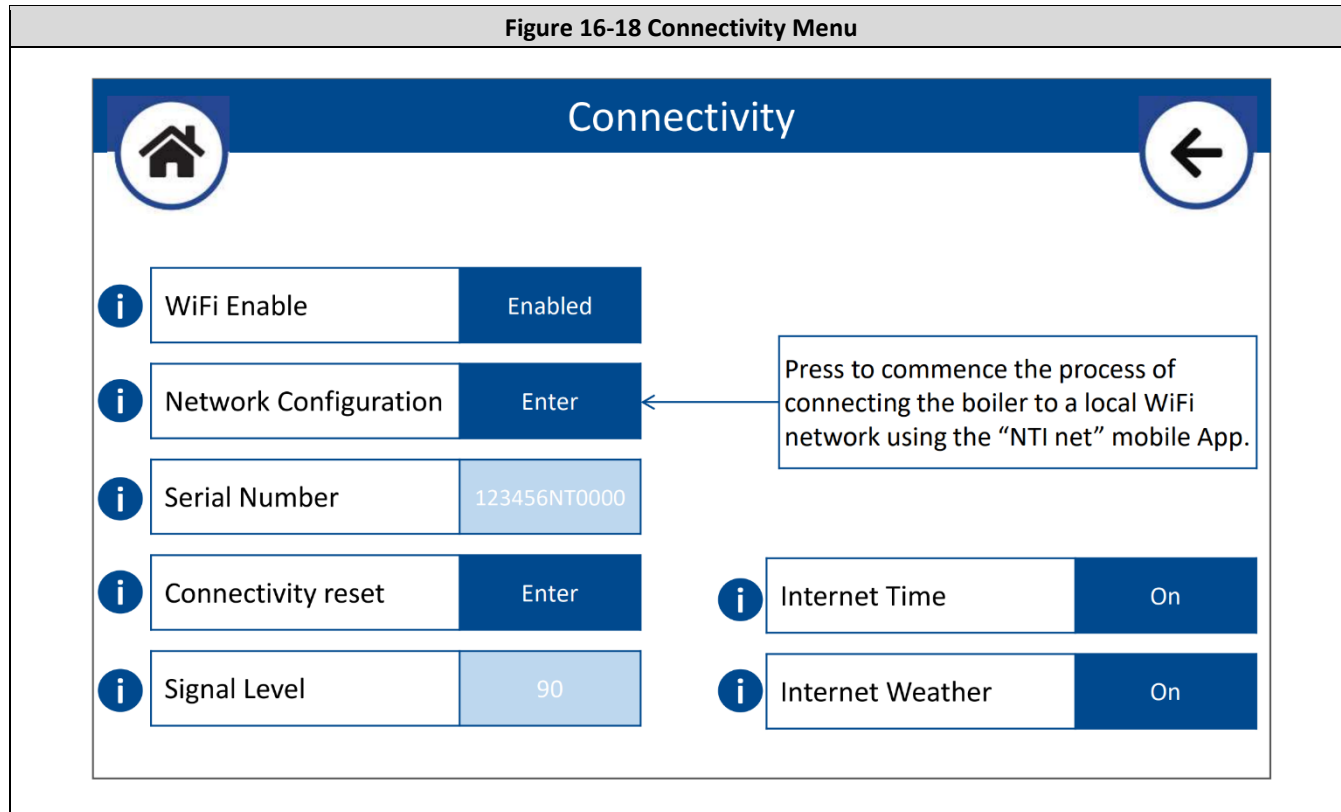 Figure 16-18 Connectivity Menu
Connectivity
i WiFi Enable Enabled
Press to commence the process of
connecting the boiler to a local WiFi
network using the “NTI net” mobile App.
i Network Configuration Enter
i Serial Number 123456NT0000
i Connectivity reset Enter
i Internet Time On
i Signal Level 90
i Internet Weather On